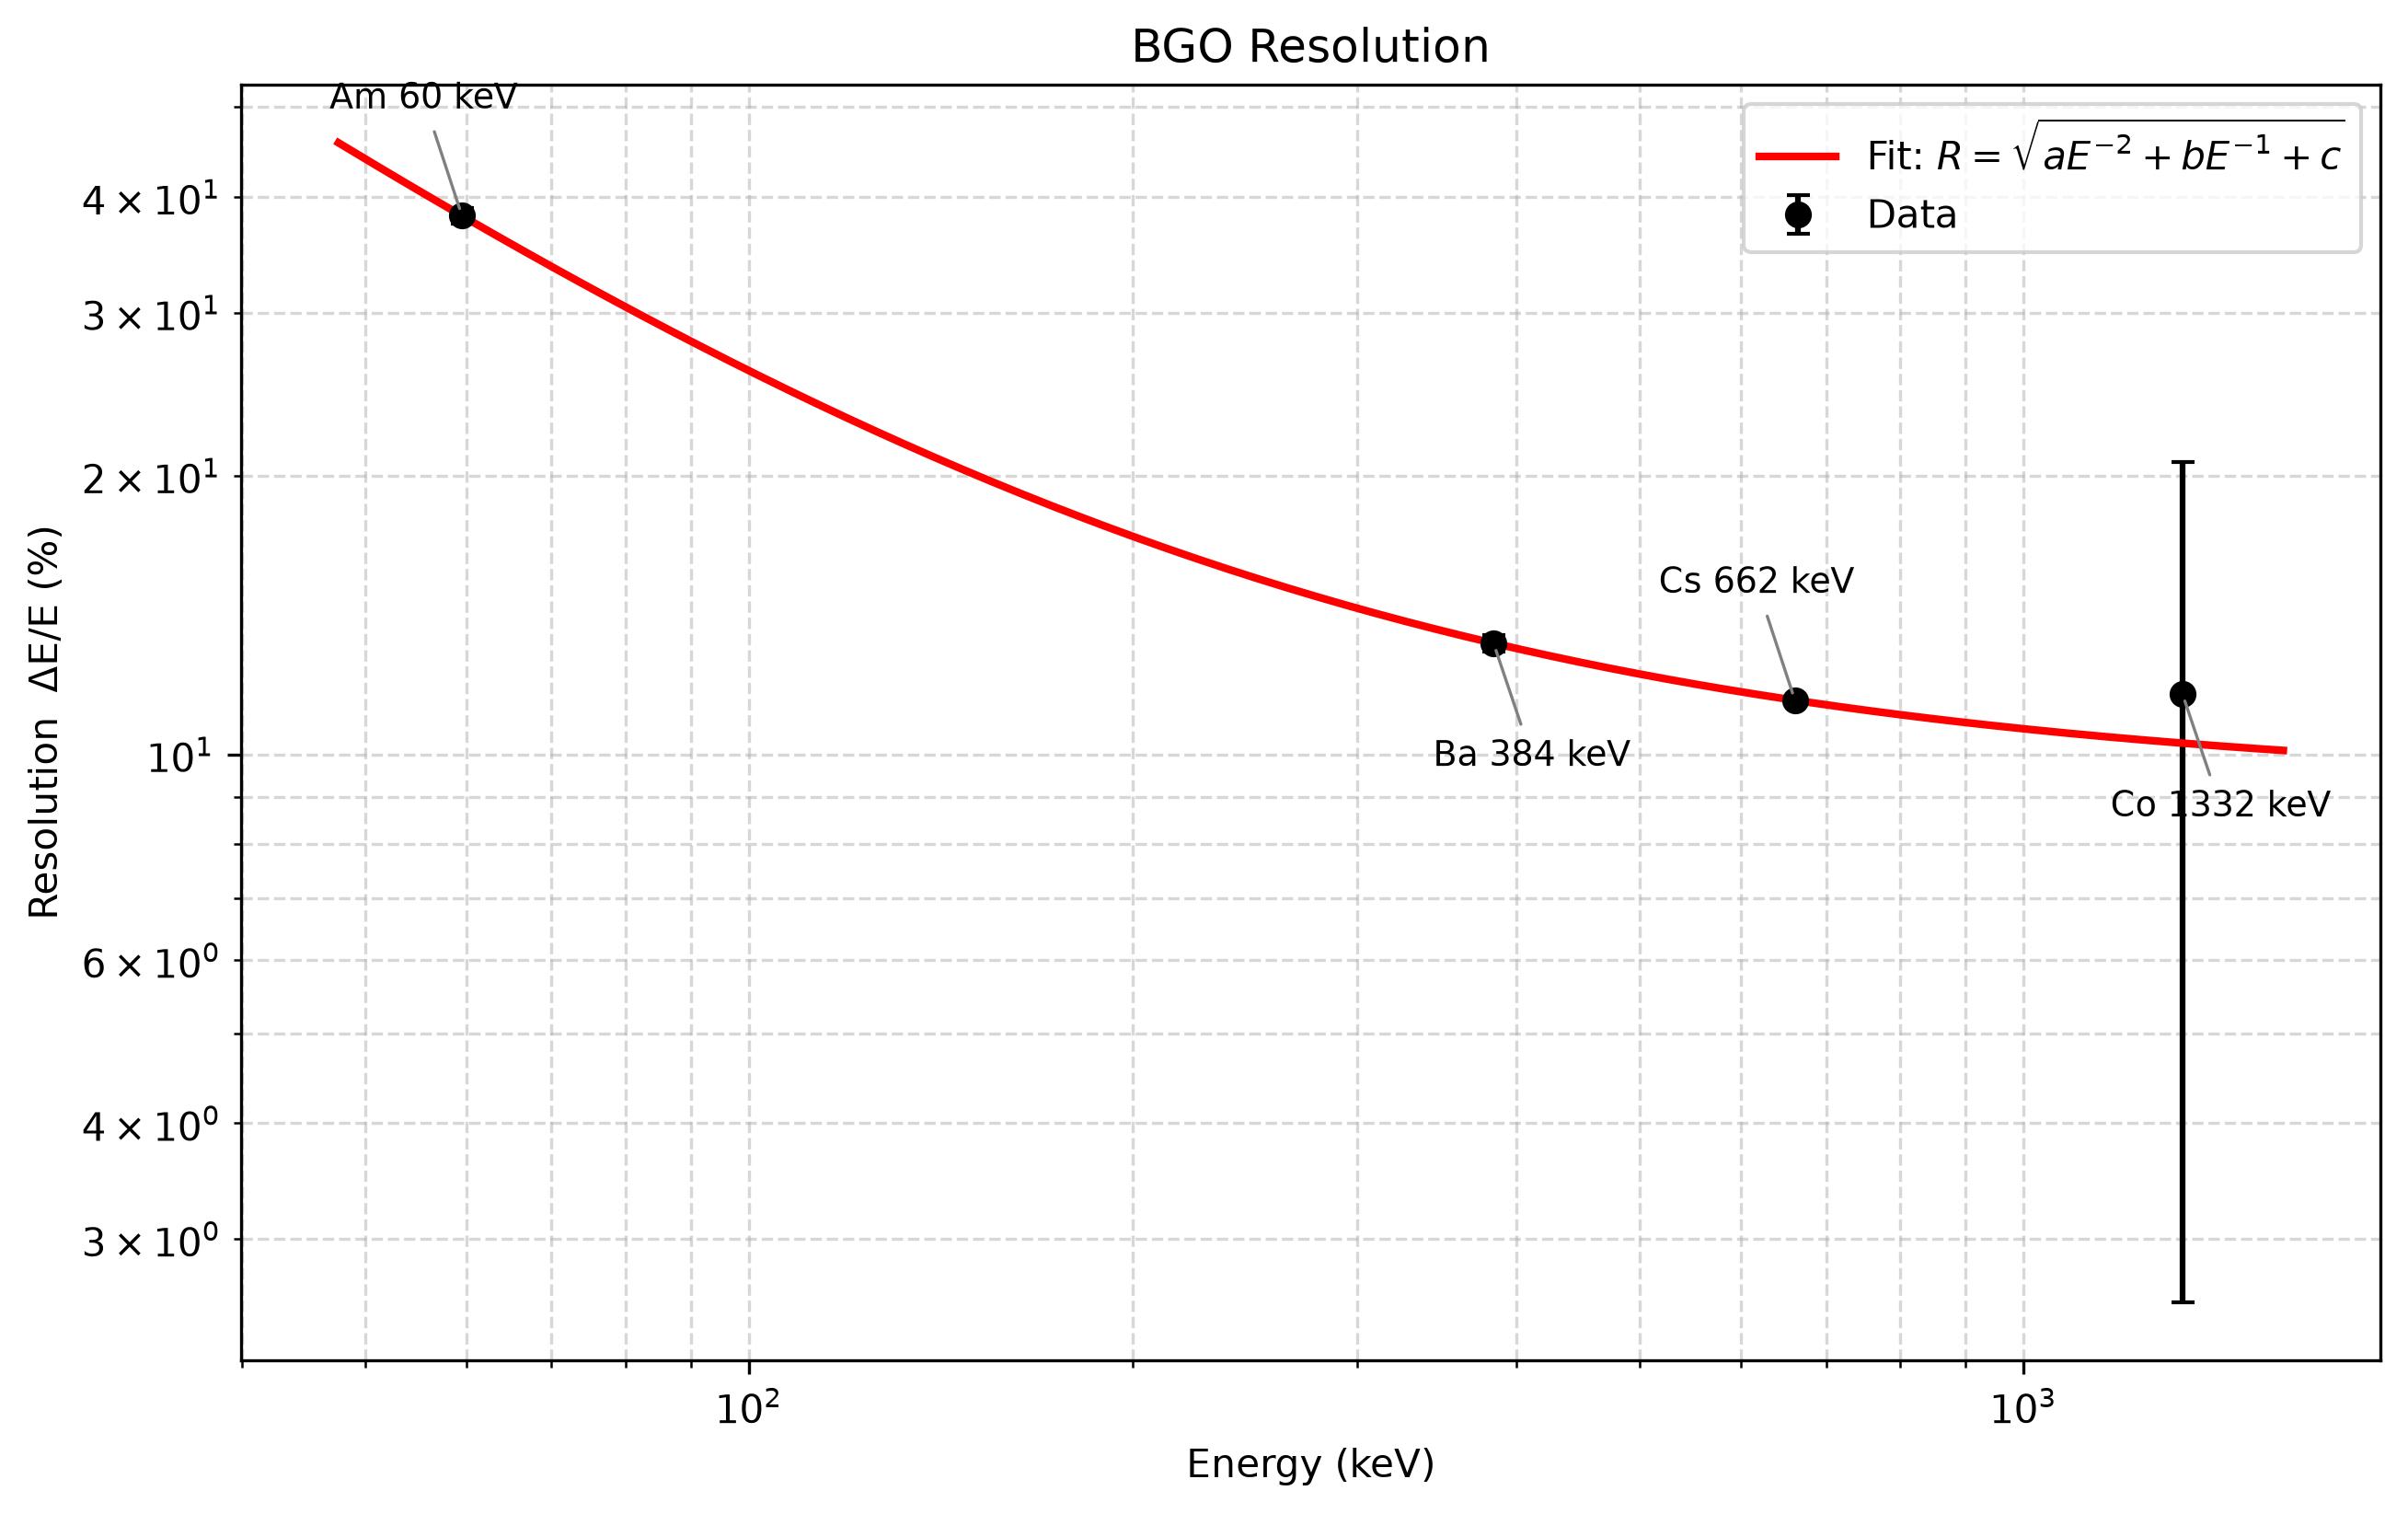 BGO Resolution
Am 60 keV
Fit: R = √aE⁻² + bE⁻¹ + c
Data
4 × 10¹
3 × 10¹
2 × 10¹
10¹
6 × 10⁰
4 × 10⁰
3 × 10⁰
Resolution ΔE/E (%)
Cs 662 keV
Ba 384 keV
Co 1332 keV
10²
10³
Energy (keV)